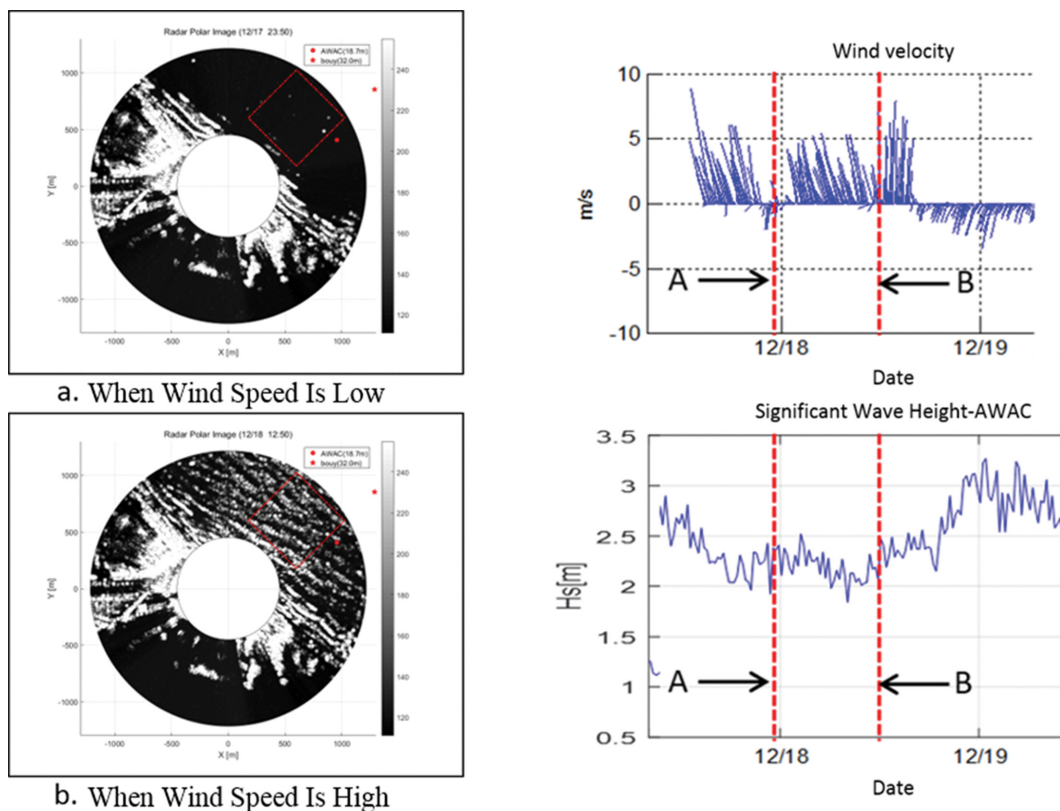 Radar Polar Image (12/17 23:50)
AWAC(18.7m)
bouy(32.0m)
1000
500
0
-500
-1000
Y [m]
-1000
-500
0
500
1000
X [m]
240
220
200
180
160
140
120
a. When Wind Speed Is Low
Radar Polar Image (12/18 12:50)
AWAC(18.7m)
bouy(32.0m)
1000
500
0
-500
-1000
Y [m]
-1000
-500
0
500
1000
X [m]
240
220
200
180
160
140
120
b. When Wind Speed Is High
Wind velocity
10
5
0
-5
-10
m/s
A
B
12/18
12/19
Date
Significant Wave Height-AWAC
3.5
3
2.5
2
1.5
1
0.5
Hs[m]
A
B
12/18
12/19
Date